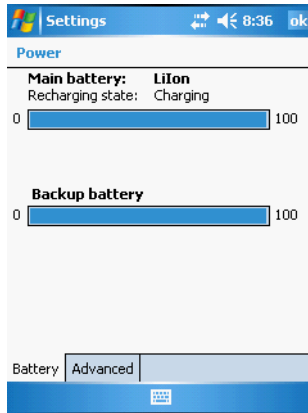 Settings 8:36 ok
Power
Main battery: LiIon
Recharging state: Charging
0 100
Backup battery
0 100
Battery Advanced